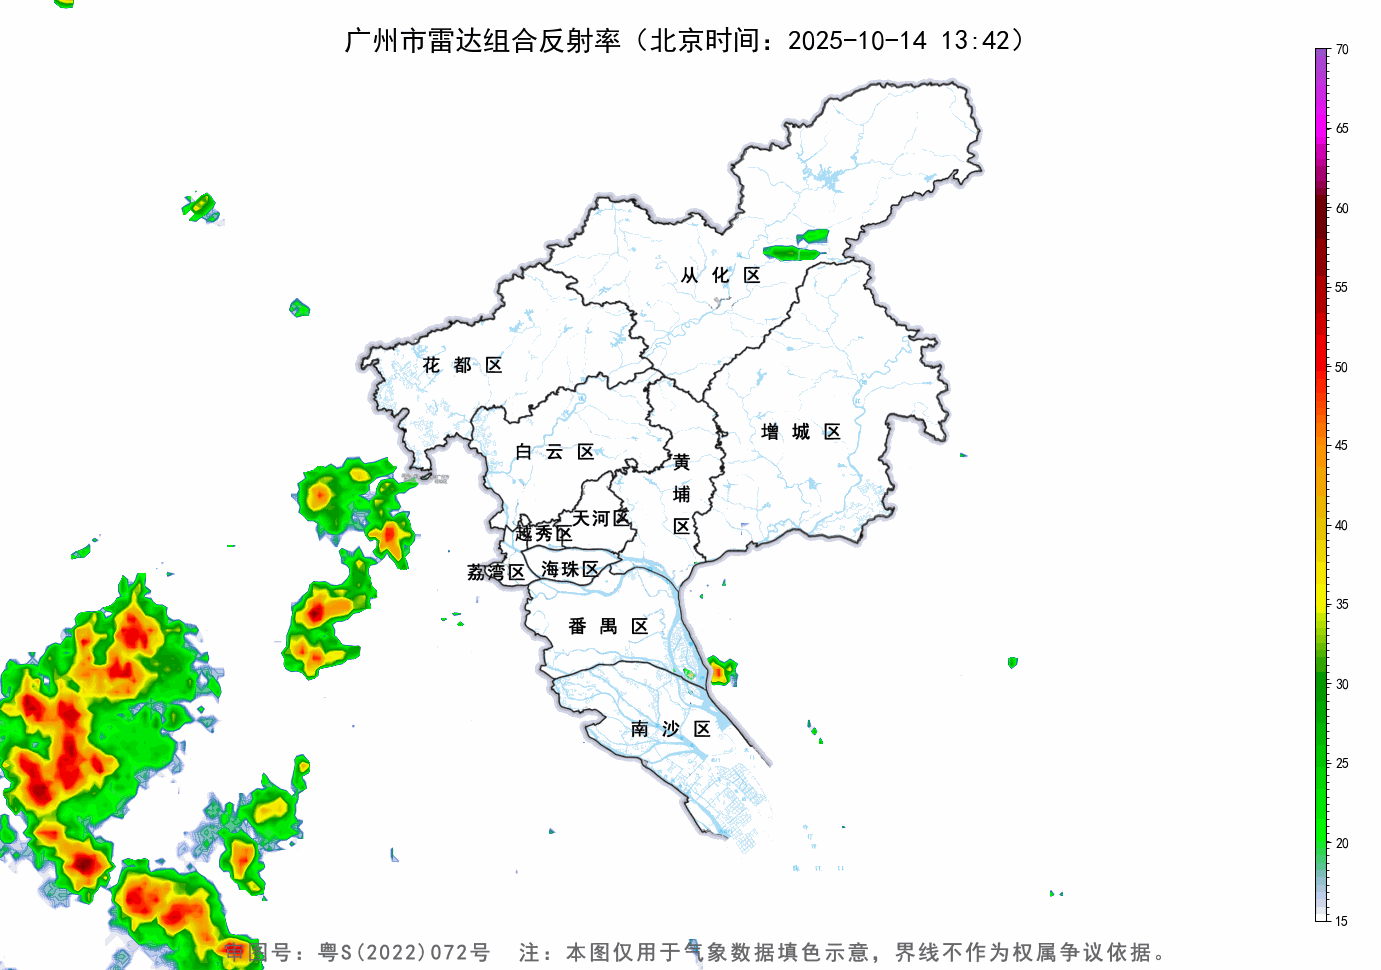 广州市雷达组合反射率（北京时间：2025-10-14 13:42）
70
65
60
55
50
45
40
35
30
25
20
15
从化区
花都区
增城区
白云区
黄埔区
天河区
越秀区
荔湾区
海珠区
番禺区
南沙区
审图号：粤S(2022)072号 注：本图仅用于气象数据填色示意，界线不作为权属争议依据。